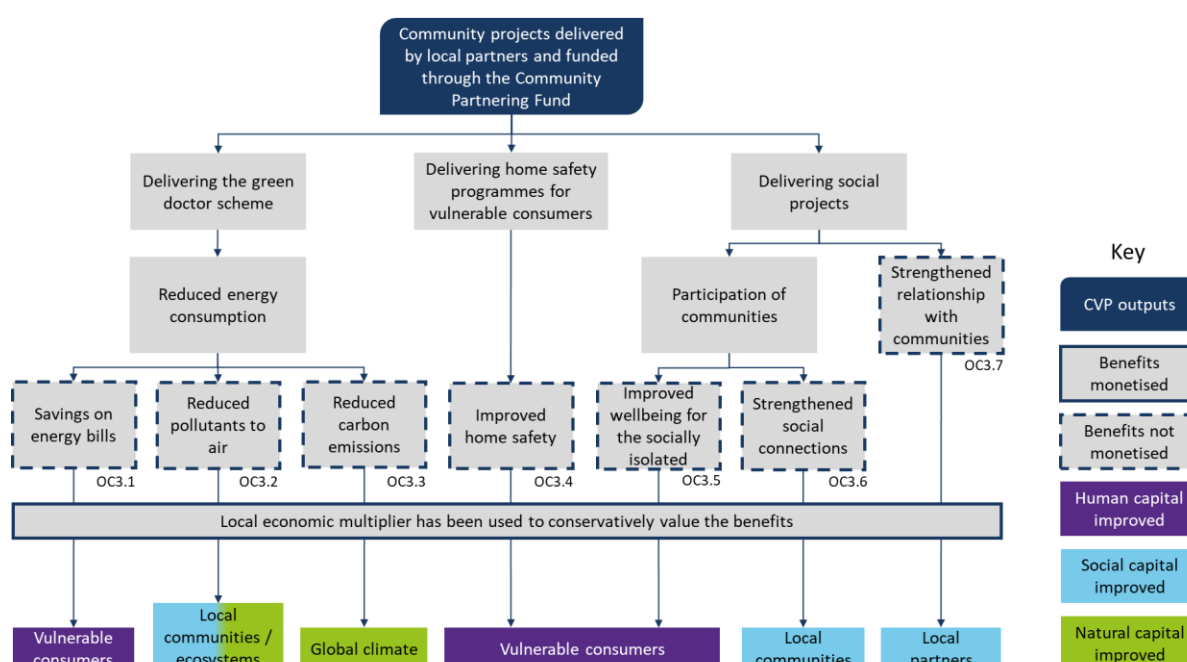 Community projects delivered
by local partners and funded
through the Community
Partnering Fund
Delivering the green
doctor scheme
Delivering home safety
programmes for
vulnerable consumers
Delivering social
projects
Reduced energy
consumption
Participation of
communities
Strengthened
relationship
with
communities
OC3.7
Savings on
energy bills
OC3.1
Reduced
pollutants to
air
OC3.2
Reduced
carbon
emissions
OC3.3
Improved
home safety
OC3.4
Improved
wellbeing for
the socially
isolated
OC3.5
Strengthened
social
connections
OC3.6
Local economic multiplier has been used to conservatively value the benefits
Vulnerable
consumers
Local
communities /
ecosystems
Global climate
Vulnerable consumers
Local
communities
Local
partners
Key
CVP outputs
Benefits
monetised
Benefits not
monetised
Human capital
improved
Social capital
improved
Natural capital
improved